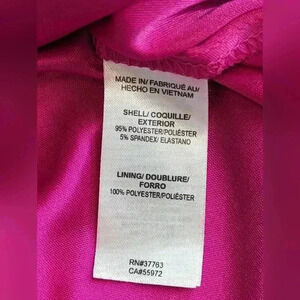 MADE IN/ FABRIQUÉ AU/
HECHO EN VIETNAM
SHELL/ COQUILLE/
EXTERIOR
95% POLYESTER/POLIÉSTER
5% SPANDEX/ ELASTANO
LINING/ DOUBLURE/
FORRO
100% POLYESTER/POLIÉSTER
RN#37763
CA#55972